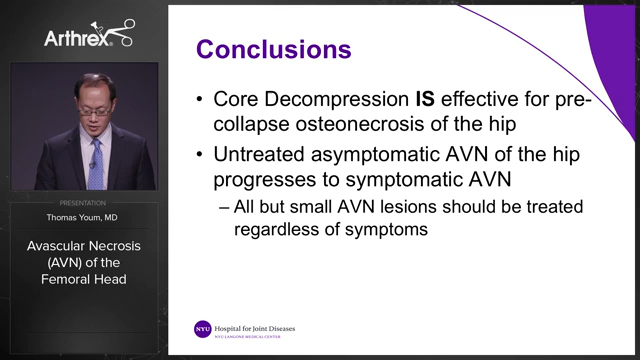 Arthrex
PRESENTATION
Thomas Youm, MD
Avascular Necrosis
(AVN) of the
Femoral Head
Conclusions
• Core Decompression IS effective for pre-
collapse osteonecrosis of the hip
• Untreated asymptomatic AVN of the hip
progresses to symptomatic AVN
– All but small AVN lesions should be treated
regardless of symptoms
NYU Hospital for Joint Diseases
NYU LANGONE MEDICAL CENTER